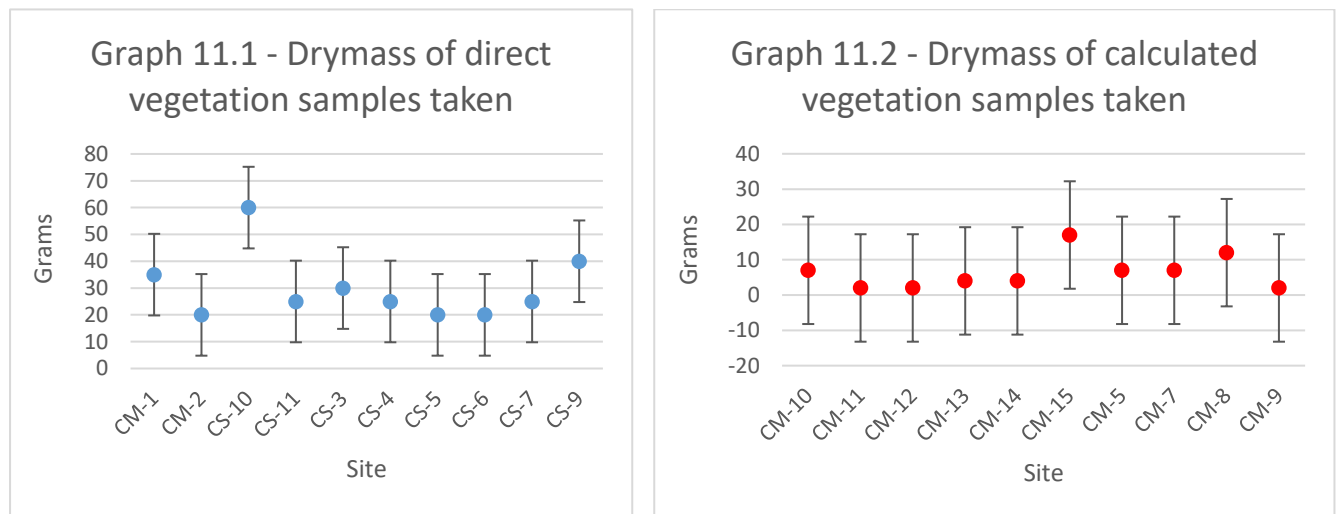 Graph 11.1 - Drymass of direct
vegetation samples taken
80
70
60
50
40
30
20
10
0
Grams
CM-1
CM-2
CS-10
CS-11
CS-3
CS-4
CS-5
CS-6
CS-7
CS-9
Site
Graph 11.2 - Drymass of calculated
vegetation samples taken
40
30
20
10
0
-10
-20
Grams
CM-10
CM-11
CM-12
CM-13
CM-14
CM-15
CM-5
CM-7
CM-8
CM-9
Site